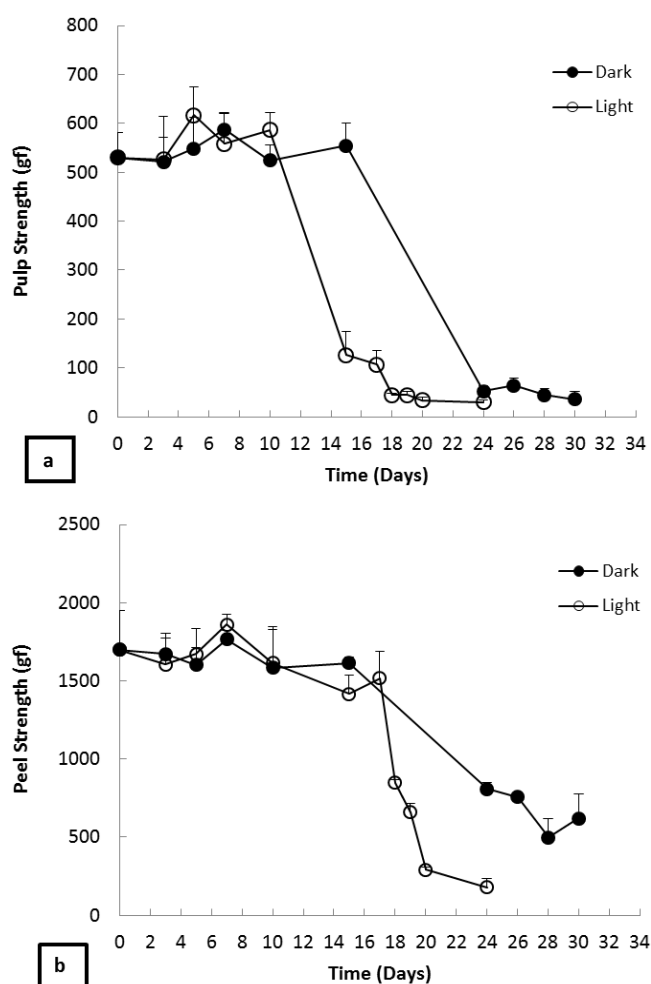 800
700
600
500
400
300
200
100
0
Pulp Strength (gf)
Dark
Light
0 2 4 6 8 10 12 14 16 18 20 22 24 26 28 30 32 34
Time (Days)
a
2500
2000
1500
1000
500
0
Peel Strength (gf)
Dark
Light
0 2 4 6 8 10 12 14 16 18 20 22 24 26 28 30 32 34
Time (Days)
b